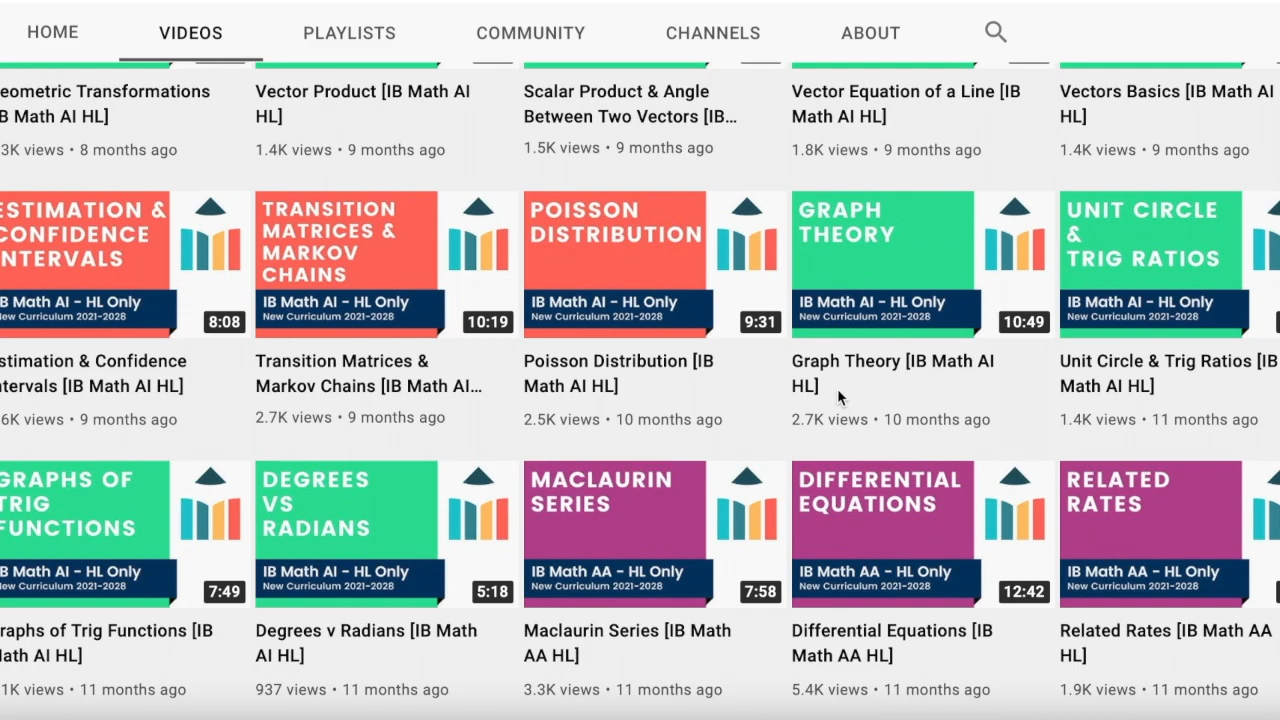 HOME VIDEOS PLAYLISTS COMMUNITY CHANNELS ABOUT
eometric Transformations
B Math AI HL]
3K views • 8 months ago
Vector Product [IB Math AI
HL]
1.4K views • 9 months ago
Scalar Product & Angle
Between Two Vectors [IB...
1.5K views • 9 months ago
Vector Equation of a Line [IB
Math AI HL]
1.8K views • 9 months ago
Vectors Basics [IB Math AI
HL]
1.4K views • 9 months ago
ESTIMATION &
CONFIDENCE
INTERVALS
IB Math AI - HL Only
New Curriculum 2021-2028
8:08
stimation & Confidence
ntervals [IB Math AI HL]
6K views • 9 months ago
TRANSITION
MATRICES &
MARKOV
CHAINS
IB Math AI - HL Only
New Curriculum 2021-2028
10:19
Transition Matrices &
Markov Chains [IB Math AI...
2.7K views • 9 months ago
POISSON
DISTRIBUTION
IB Math AI - HL Only
New Curriculum 2021-2028
9:31
Poisson Distribution [IB
Math AI HL]
2.5K views • 10 months ago
GRAPH
THEORY
IB Math AI - HL Only
New Curriculum 2021-2028
10:49
Graph Theory [IB Math AI
HL]
2.7K views • 10 months ago
UNIT CIRCLE
&
TRIG RATIOS
IB Math AI - HL Only
New Curriculum 2021-2028
Unit Circle & Trig Ratios [IB
Math AI HL]
1.4K views • 11 months ago
GRAPHS OF
TRIG
FUNCTIONS
IB Math AI - HL Only
New Curriculum 2021-2028
7:49
raphs of Trig Functions [IB
Math AI HL]
1K views • 11 months ago
DEGREES
VS
RADIANS
IB Math AI - HL Only
New Curriculum 2021-2028
5:18
Degrees v Radians [IB Math
AI HL]
937 views • 11 months ago
MACLAURIN
SERIES
IB Math AA - HL Only
New Curriculum 2021-2028
7:58
Maclaurin Series [IB Math
AA HL]
3.3K views • 11 months ago
DIFFERENTIAL
EQUATIONS
IB Math AA - HL Only
New Curriculum 2021-2028
12:42
Differential Equations [IB
Math AA HL]
5.4K views • 11 months ago
RELATED
RATES
IB Math AA - HL Only
New Curriculum 2021-2028
Related Rates [IB Math AA
HL]
1.9K views • 11 months ago